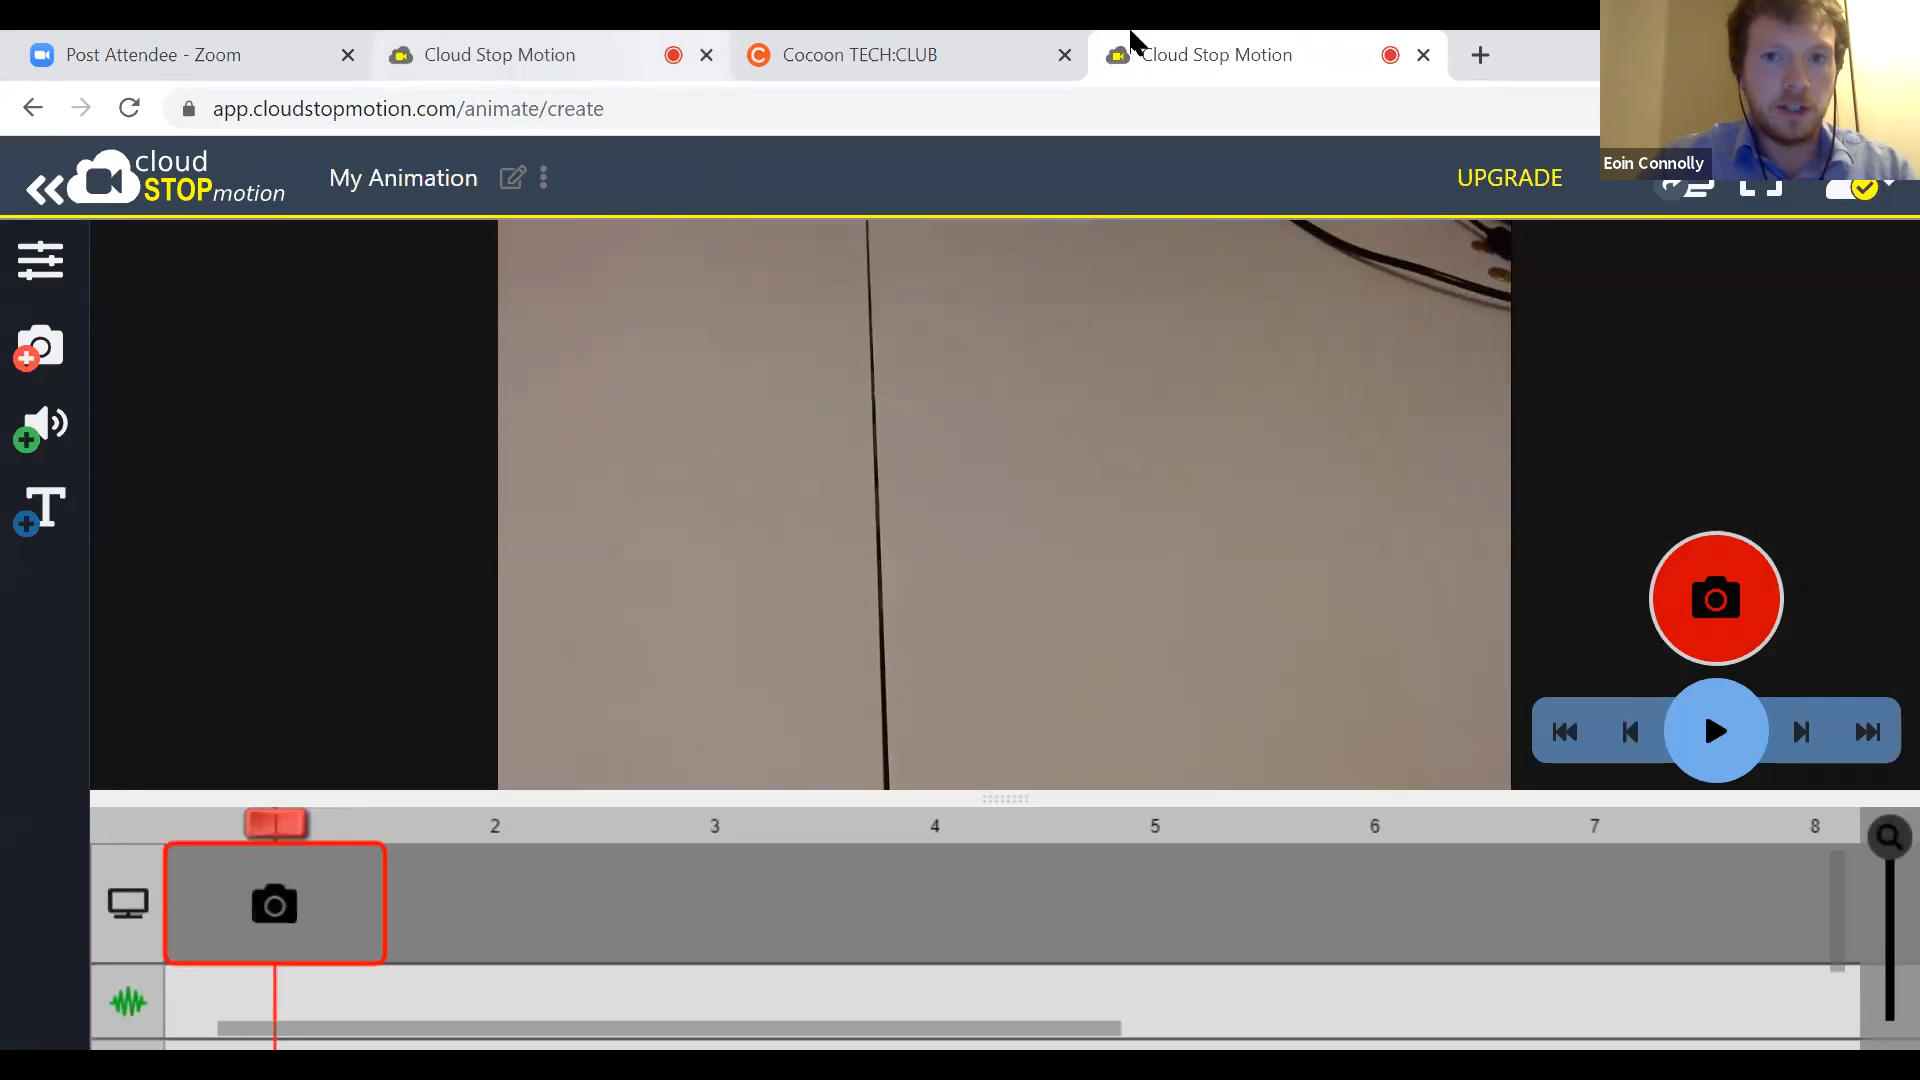 Post Attendee - Zoom
Cloud Stop Motion
Cocoon TECH:CLUB
Cloud Stop Motion
app.cloudstopmotion.com/animate/create
cloud
STOPmotion
My Animation
UPGRADE
Eoin Connolly
2 3 4 5 6 7 8